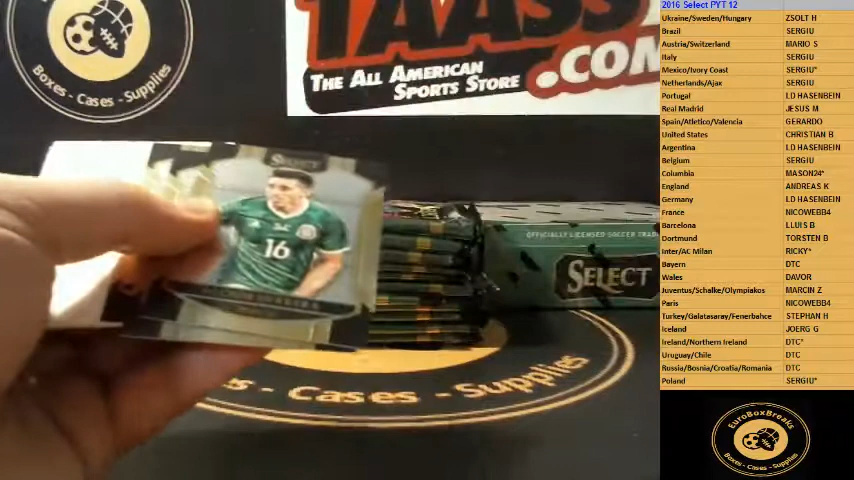 Boxes - Cases - Supplies
TAASS
THE ALL AMERICAN
SPORTS STORE
.COM
SELECT
16
OFFICIALLY LICENSED SOCCER TRAD
SELECT
s - Cases - Supplies
2016 Select PYT 12
Ukraine/Sweden/Hungary ZSOLT H
Brazil SERGIU
Austria/Switzerland MARIO S
Italy SERGIU
Mexico/Ivory Coast SERGIU*
Netherlands/Ajax SERGIU
Portugal LD HASENBEIN
Real Madrid JESUS M
Spain/Atletico/Valencia GERARDO
United States CHRISTIAN B
Argentina LD HASENBEIN
Belgium SERGIU
Columbia MASON24*
England ANDREAS K
Germany LD HASENBEIN
France NICOWEBB4
Barcelona LLUIS B
Dortmund TORSTEN B
Inter/AC Milan RICKY*
Bayern DTC
Wales DAVOR
Juventus/Schalke/Olympiakos MARCIN Z
Paris NICOWEBB4
Turkey/Galatasaray/Fenerbahce STEPHAN H
Iceland JOERG G
Ireland/Northern Ireland DTC*
Uruguay/Chile DTC
Russia/Bosnia/Croatia/Romania DTC
Poland SERGIU*
EuroBoxBreaks
Boxes - Cases - Supplies